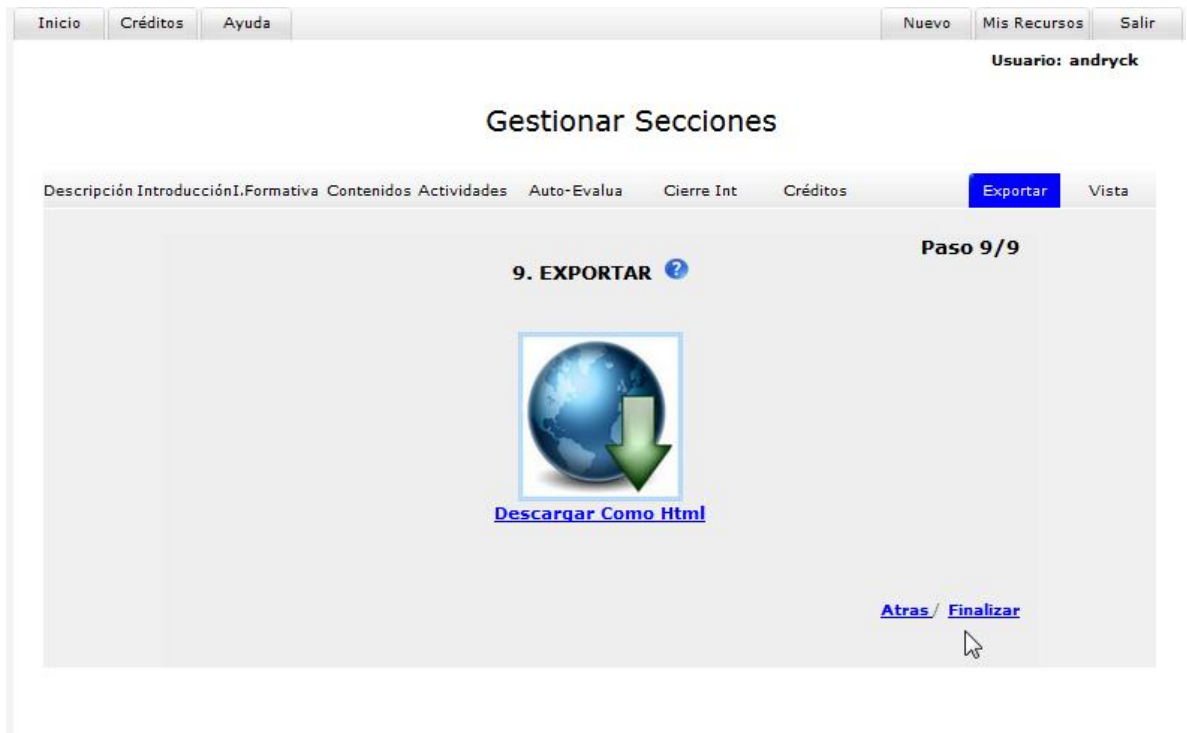 Inicio Créditos Ayuda Nuevo Mis Recursos Salir
Usuario: andryck
Gestionar Secciones
Descripción Introducción I.Formativa Contenidos Actividades Auto-Evalua Cierre Int Créditos Exportar Vista
Paso 9/9
9. EXPORTAR ?
Descargar Como Html
Atras / Finalizar